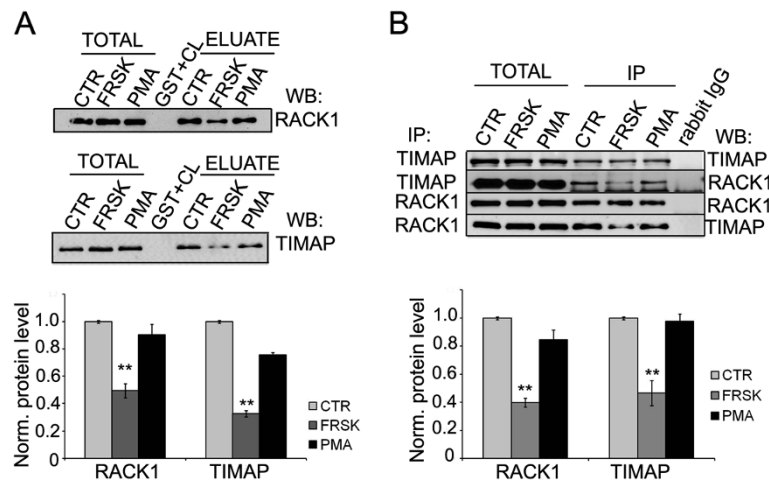 A
TOTAL ELUATE
CTR FRSK PMA GST+CL CTR FRSK PMA WB:
RACK1
TOTAL ELUATE
CTR FRSK PMA GST+CL CTR FRSK PMA WB:
TIMAP
Norm. protein level
1.0
0.8
0.6
0.4
0.2
0
**
**
RACK1 TIMAP
CTR
FRSK
PMA
B
TOTAL IP
IP: CTR FRSK PMA CTR FRSK PMA rabbit IgG WB:
TIMAP TIMAP
TIMAP RACK1
RACK1 RACK1
RACK1 TIMAP
Norm. protein level
1.0
0.8
0.6
0.4
0.2
0
**
**
RACK1 TIMAP
CTR
FRSK
PMA